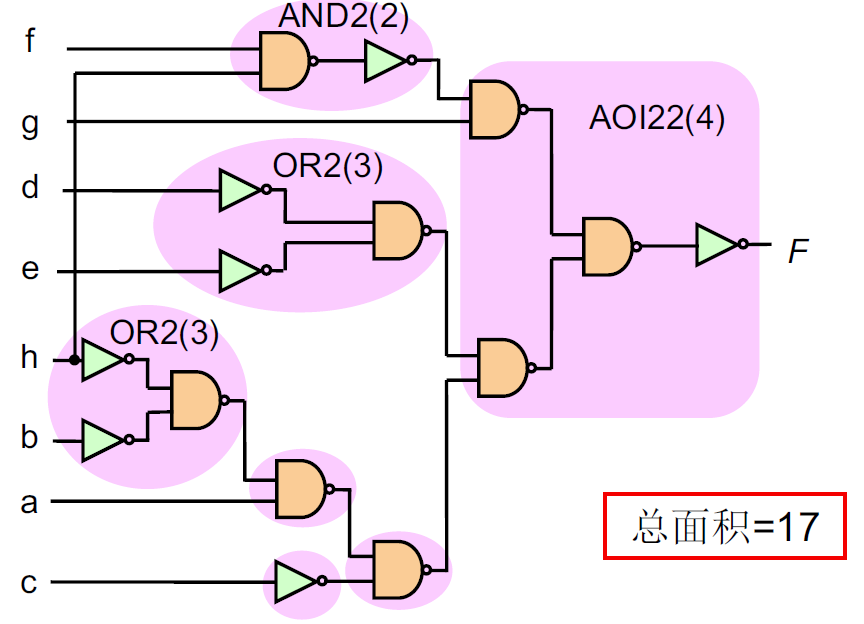 AND2(2)
f
g
AOI22(4)
OR2(3)
d
F
e
OR2(3)
h
b
a
总面积=17
c